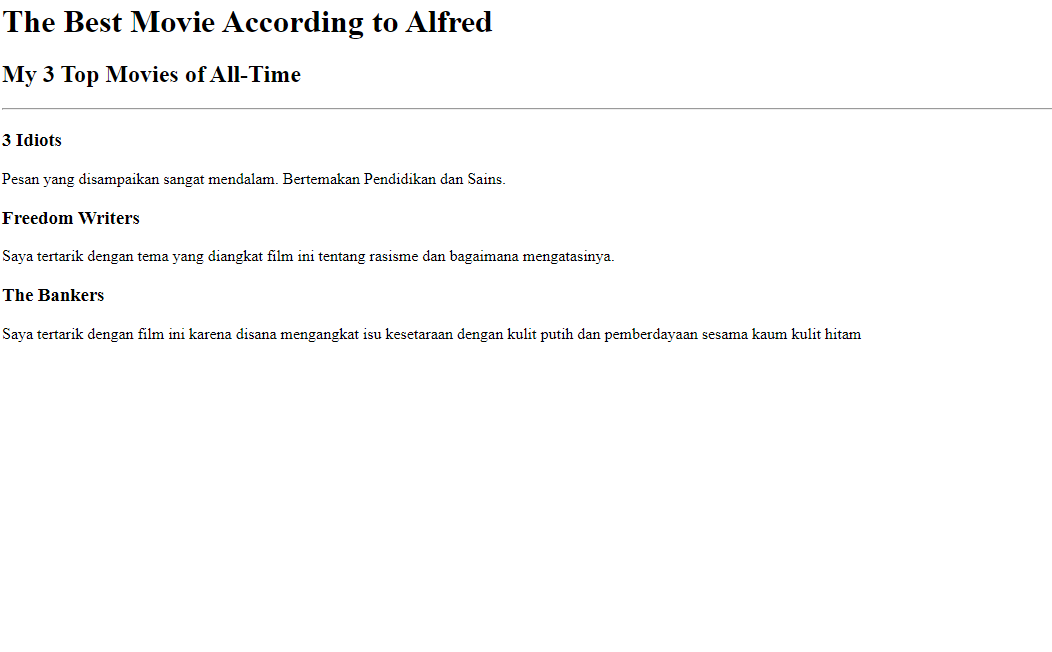 The Best Movie According to Alfred
My 3 Top Movies of All-Time
3 Idiots
Pesan yang disampaikan sangat mendalam. Bertemakan Pendidikan dan Sains.
Freedom Writers
Saya tertarik dengan tema yang diangkat film ini tentang rasisme dan bagaimana mengatasinya.
The Bankers
Saya tertarik dengan film ini karena disana mengangkat isu kesetaraan dengan kulit putih dan pemberdayaan sesama kaum kulit hitam